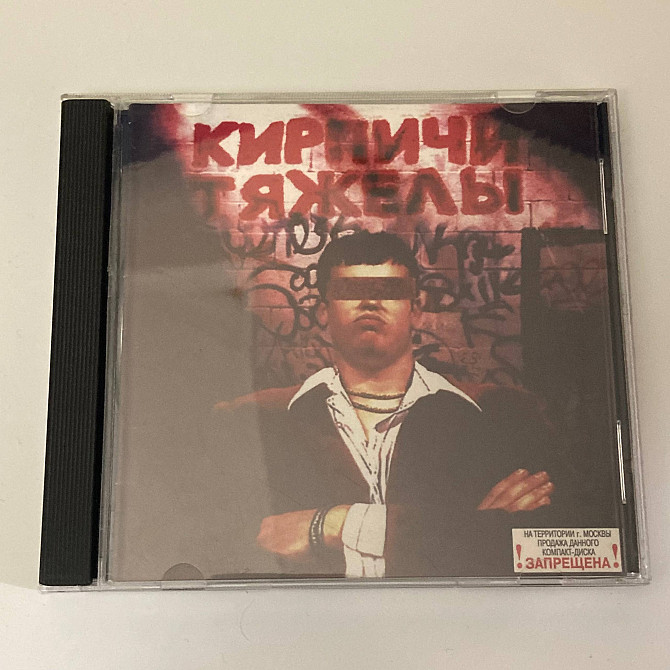 КИРПИЧИ
ТЯЖЕЛЫ
НА ТЕРРИТОРИИ г. МОСКВЫ
ПРОДАЖА ДАННОГО
КОМПАКТ-ДИСКА
! ЗАПРЕЩЕНА !